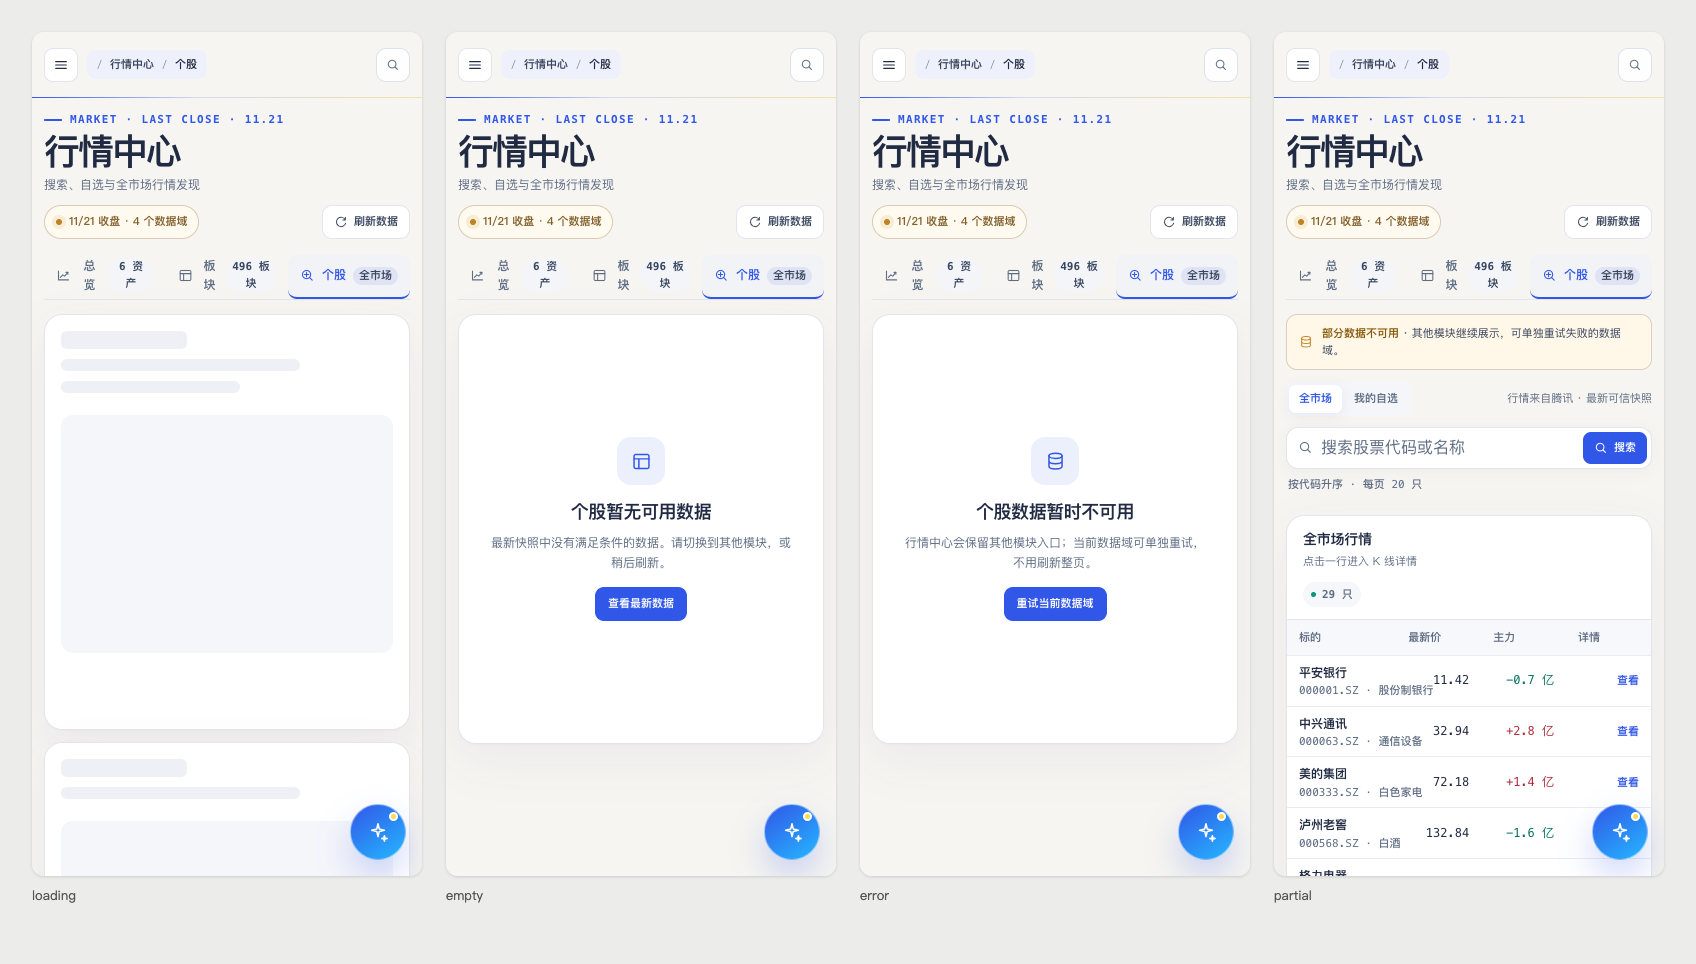 / 行情中心 / 个股
MARKET · LAST CLOSE · 11.21
行情中心
搜索、自选与全市场行情发现
11/21 收盘 · 4 个数据域
刷新数据
总览
6 资产
板块
496 板块
个股
全市场
loading
/ 行情中心 / 个股
MARKET · LAST CLOSE · 11.21
行情中心
搜索、自选与全市场行情发现
11/21 收盘 · 4 个数据域
刷新数据
总览
6 资产
板块
496 板块
个股
全市场
个股暂无可用数据
最新快照中没有满足条件的数据。请切换到其他模块，或
稍后刷新。
查看最新数据
empty
/ 行情中心 / 个股
MARKET · LAST CLOSE · 11.21
行情中心
搜索、自选与全市场行情发现
11/21 收盘 · 4 个数据域
刷新数据
总览
6 资产
板块
496 板块
个股
全市场
个股数据暂时不可用
行情中心会保留其他模块入口；当前数据域可单独重试，
不用刷新整页。
重试当前数据域
error
/ 行情中心 / 个股
MARKET · LAST CLOSE · 11.21
行情中心
搜索、自选与全市场行情发现
11/21 收盘 · 4 个数据域
刷新数据
总览
6 资产
板块
496 板块
个股
全市场
部分数据不可用 · 其他模块继续展示，可单独重试失败的数据
域。
全市场
我的自选
行情来自腾讯 · 最新可信快照
搜索股票代码或名称
搜索
按代码升序 · 每页 20 只
全市场行情
点击一行进入 K 线详情
29 只
标的 最新价 主力 详情
平安银行
000001.SZ · 股份制银行 11.42 −0.7 亿 查看
中兴通讯
000063.SZ · 通信设备 32.94 +2.8 亿 查看
美的集团
000333.SZ · 白色家电 72.18 +1.4 亿 查看
泸州老窖
000568.SZ · 白酒 132.84 −1.6 亿
格力电器
partial